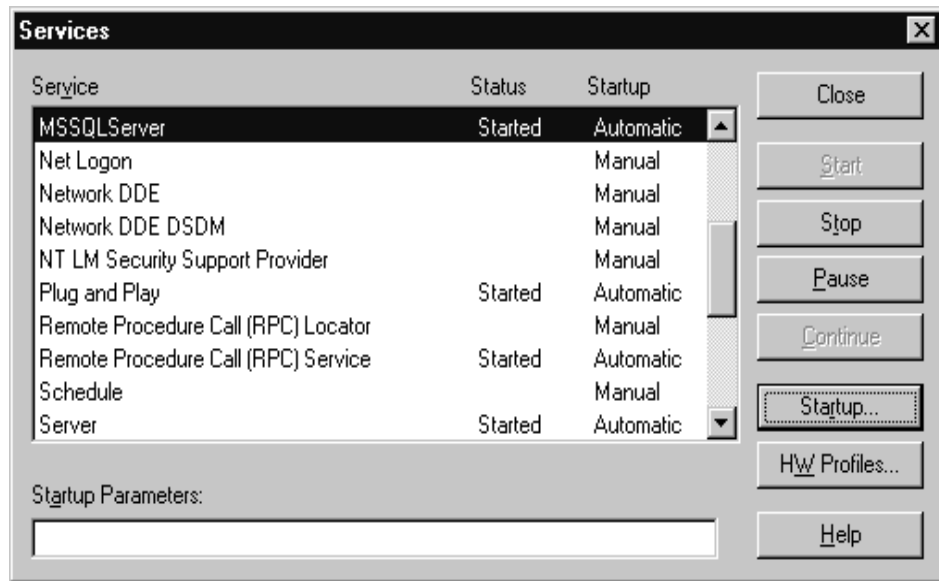 Services
Service Status Startup
MSSQLServer Started Automatic
Net Logon Manual
Network DDE Manual
Network DDE DSDM Manual
NT LM Security Support Provider Manual
Plug and Play Started Automatic
Remote Procedure Call (RPC) Locator Manual
Remote Procedure Call (RPC) Service Started Automatic
Schedule Manual
Server Started Automatic
Startup Parameters:
Close
Start
Stop
Pause
Continue
Startup...
HW Profiles...
Help